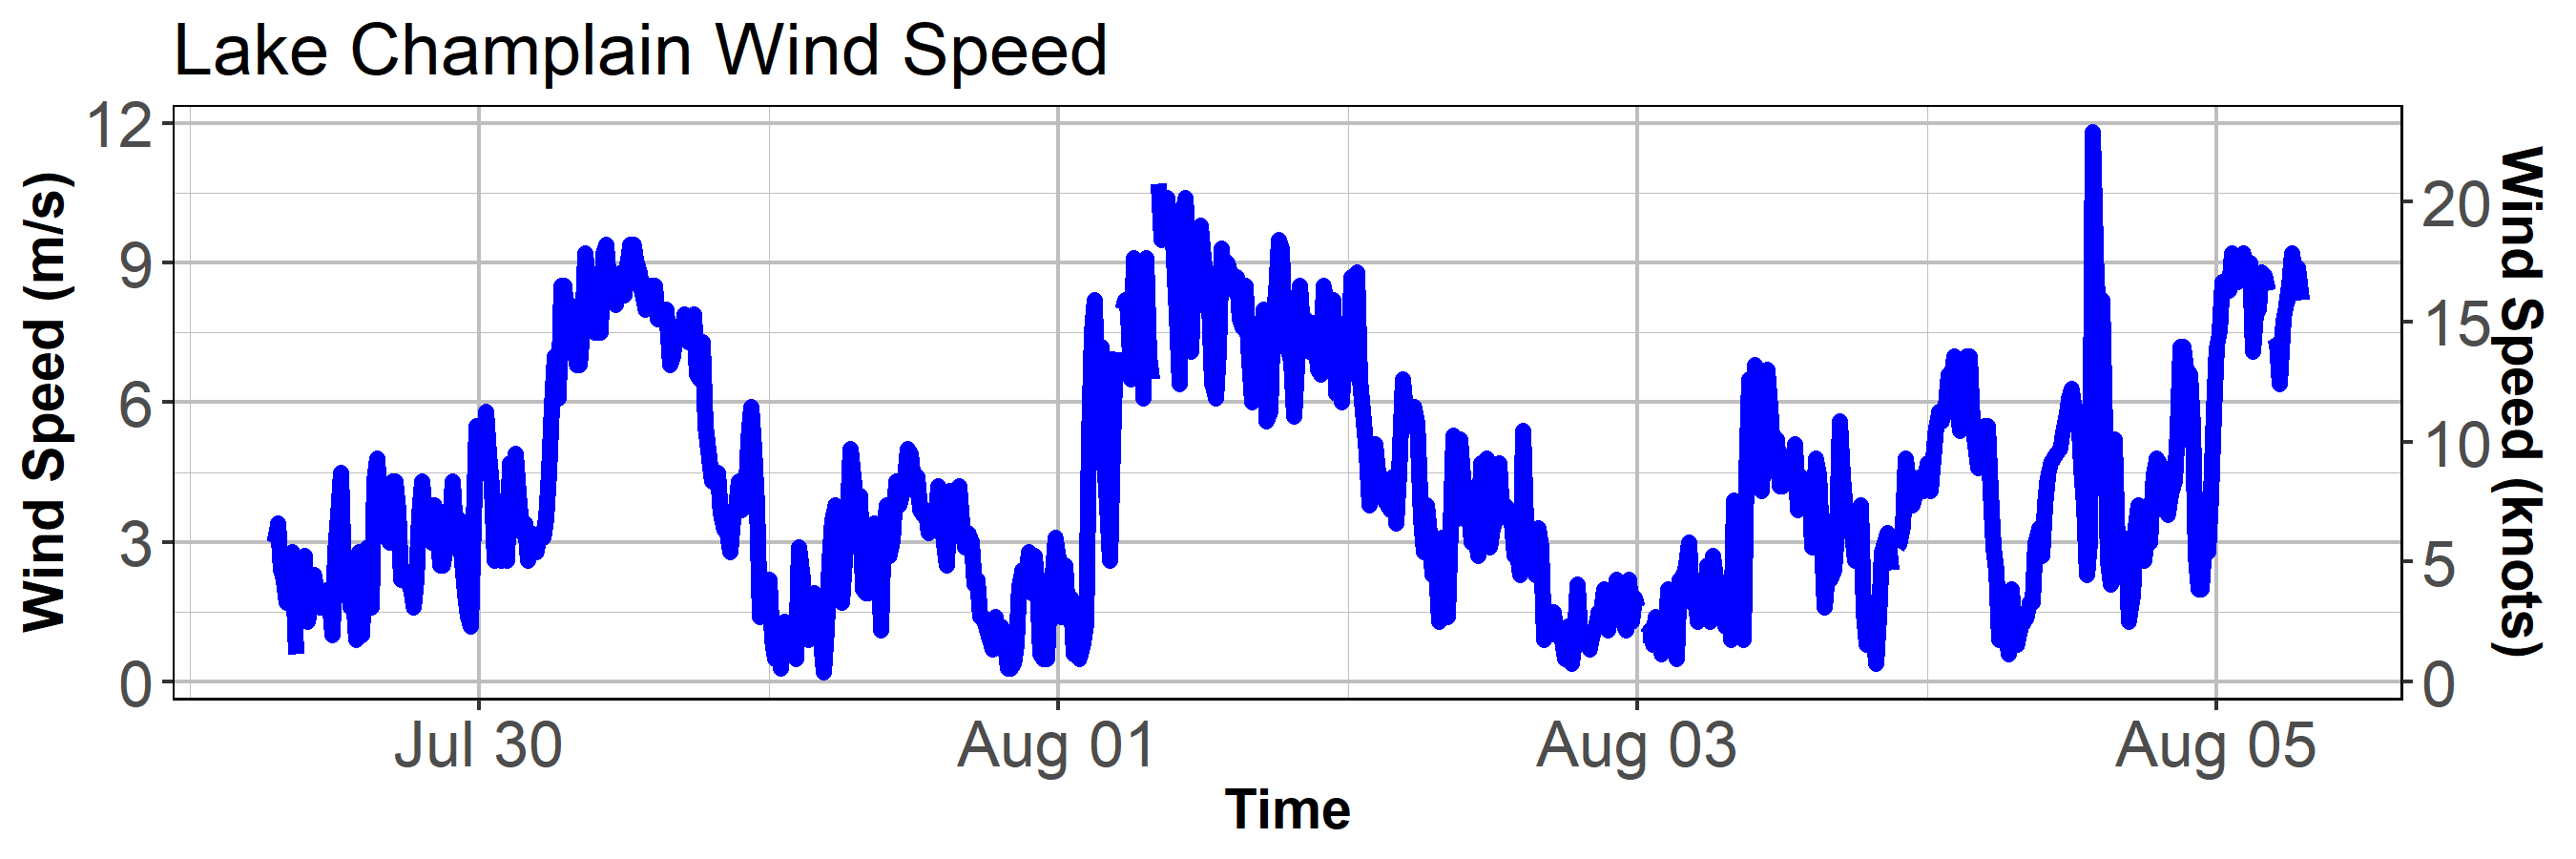 Lake Champlain Wind Speed
Wind Speed (m/s)
12
9
6
3
0
20
15
10
5
0
Wind Speed (knots)
Jul 30
Aug 01
Aug 03
Aug 05
Time